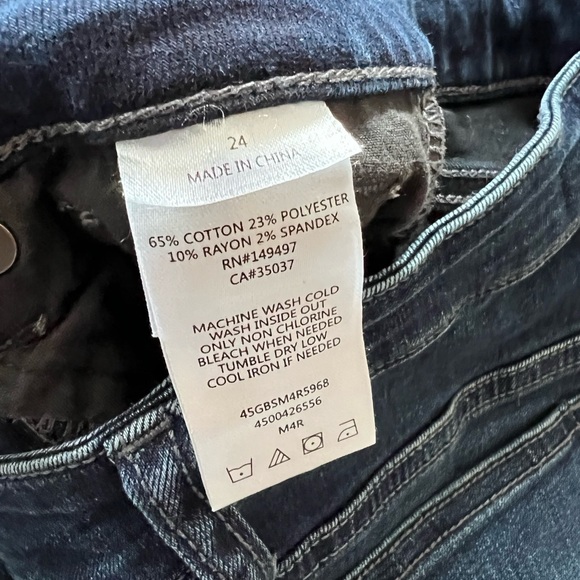 24
MADE IN CHINA
65% COTTON 23% POLYESTER
10% RAYON 2% SPANDEX
RN#149497
CA#35037
MACHINE WASH COLD
WASH INSIDE OUT
ONLY NON CHLORINE
BLEACH WHEN NEEDED
TUMBLE DRY LOW
COOL IRON IF NEEDED
45GBSM4R5968
4500426556
M4R